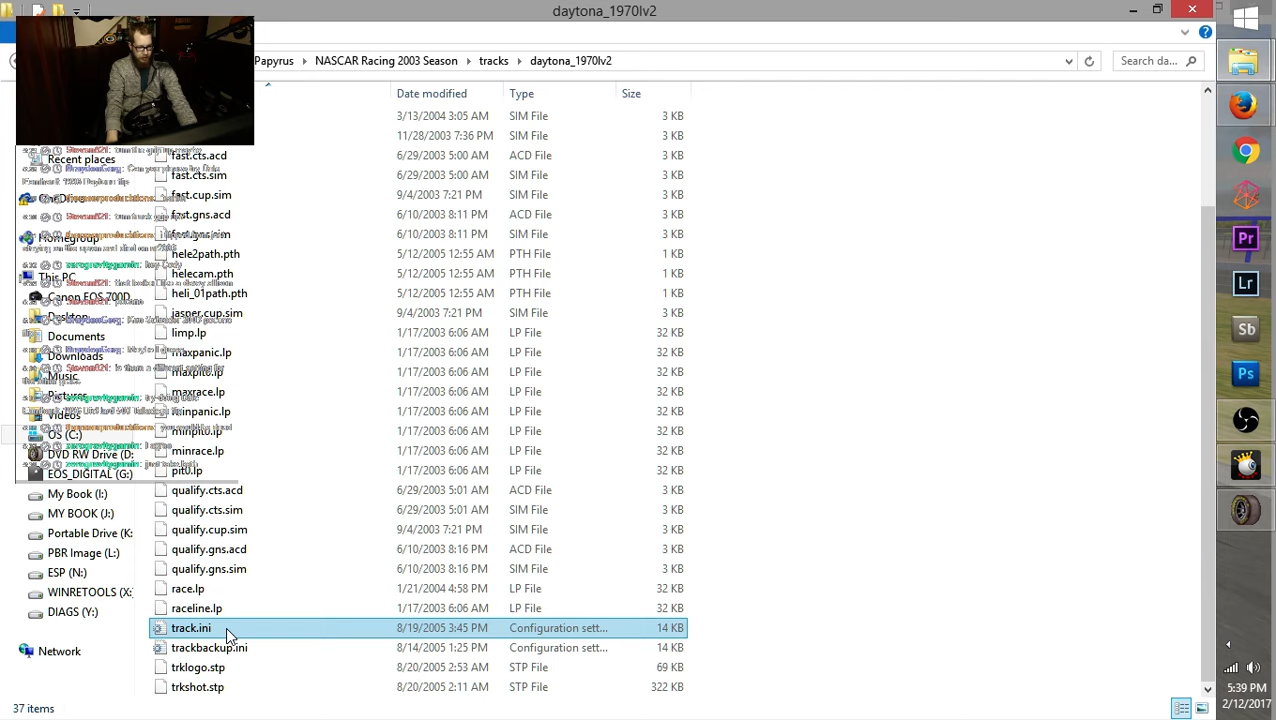 daytona_1970lv2
Papyrus NASCAR Racing 2003 Season tracks daytona_1970lv2 Search da...
Date modified Type Size
3/13/2004 3:05 AM SIM File 3 KB
11/28/2003 7:36 PM SIM File 3 KB
fast.cts.acd 6/29/2003 5:00 AM ACD File 3 KB
fast.cts.sim 6/29/2003 5:00 AM SIM File 3 KB
fast.cup.sim 9/4/2003 7:21 PM SIM File 3 KB
fast.gns.acd 6/10/2003 8:11 PM ACD File 3 KB
fast.gns.sim 6/10/2003 8:11 PM SIM File 3 KB
hele2path.pth 5/12/2005 12:55 AM PTH File 1 KB
helecam.pth 5/12/2005 12:55 AM PTH File 1 KB
heli_01path.pth 5/12/2005 12:55 AM PTH File 1 KB
jasper.cup.sim 9/4/2003 7:21 PM SIM File 3 KB
limp.lp 1/17/2003 6:06 AM LP File 32 KB
maxpanic.lp 1/17/2003 6:06 AM LP File 32 KB
maxpito.lp 1/17/2003 6:06 AM LP File 32 KB
maxrace.lp 1/17/2003 6:06 AM LP File 32 KB
minpanic.lp 1/17/2003 6:06 AM LP File 32 KB
minpito.lp 1/17/2003 6:06 AM LP File 32 KB
minrace.lp 1/17/2003 6:06 AM LP File 32 KB
pit0.lp 1/17/2003 6:06 AM LP File 32 KB
qualify.cts.acd 6/29/2003 5:01 AM ACD File 3 KB
qualify.cts.sim 6/29/2003 5:01 AM SIM File 3 KB
qualify.cup.sim 9/4/2003 7:21 PM SIM File 3 KB
qualify.gns.acd 6/10/2003 8:16 PM ACD File 3 KB
qualify.gns.sim 6/10/2003 8:16 PM SIM File 3 KB
race.lp 1/21/2004 4:58 PM LP File 32 KB
raceline.lp 1/17/2003 6:06 AM LP File 32 KB
track.ini 8/19/2005 3:45 PM Configuration sett... 14 KB
trackbackup.ini 8/14/2005 1:25 PM Configuration sett... 14 KB
trklogo.stp 8/20/2005 2:53 AM STP File 69 KB
trkshot.stp 8/20/2005 2:11 AM STP File 322 KB
Recent places
OneDrive
Homegroup
This PC
Canon EOS 700D
Desktop
Documents
Downloads
Music
Pictures
Videos
OS (C:)
DVD RW Drive (D:
EOS_DIGITAL (G:)
My Book (I:)
MY BOOK (J:)
Portable Drive (K:
PBR Image (L:)
ESP (N:)
WINRETOOLS (X:
DIAGS (Y:)
Network
37 items
Pr
Lr
Sb
Ps
5:39 PM
2/12/2017